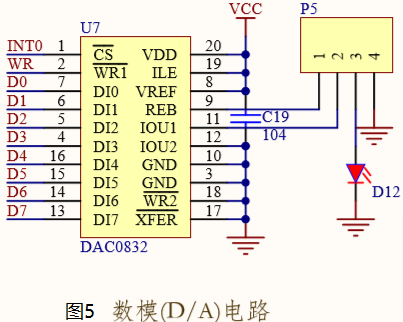 VCC
P5
U7
INT0 1 CS VDD 20
WR 2 WR1 ILE 19
D0 7 DI0 VREF 8
D1 6 DI1 REB 9
D2 5 DI2 IOU1 11
D3 4 DI3 IOU2 12
D4 16 DI4 GND 10
D5 15 DI5 GND 3
D6 14 DI6 WR2 18
D7 13 DI7 XFER 17
DAC0832
C19
104
1 2 3 4
D12
图5 数模(D/A)电路